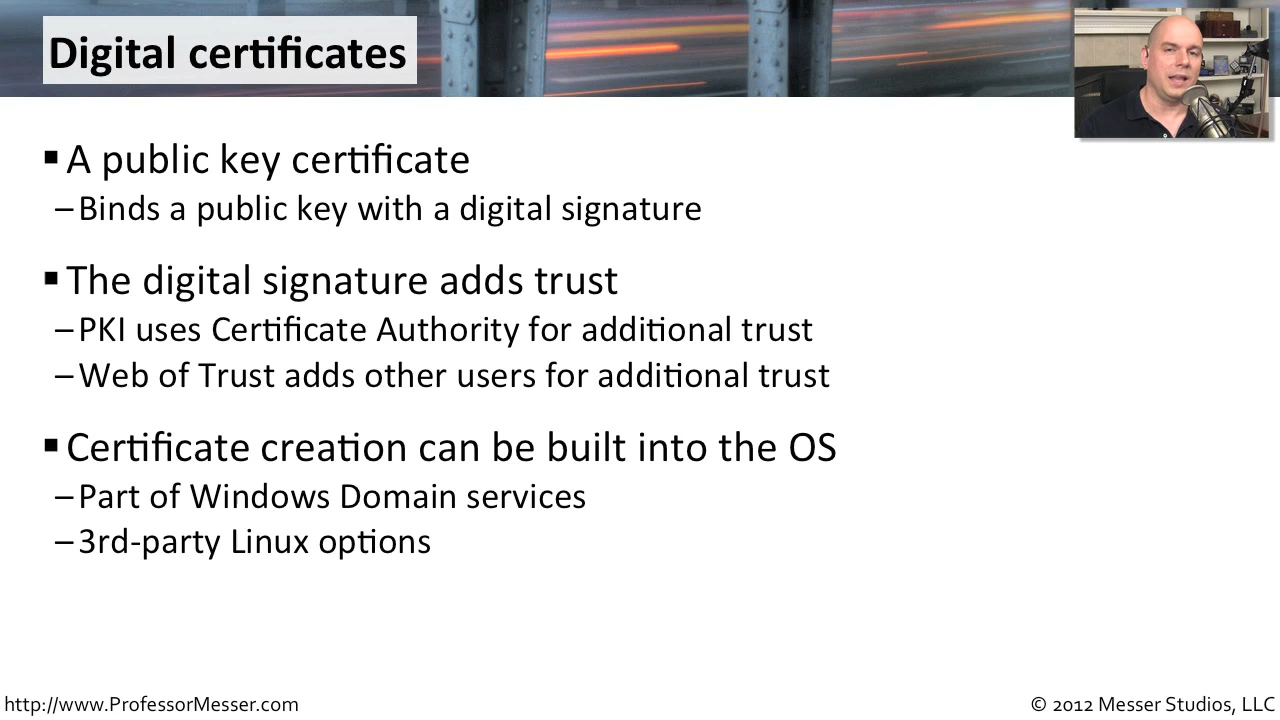 Digital certificates
▪ A public key certificate
– Binds a public key with a digital signature
▪ The digital signature adds trust
– PKI uses Certificate Authority for additional trust
– Web of Trust adds other users for additional trust
▪ Certificate creation can be built into the OS
– Part of Windows Domain services
– 3rd-party Linux options
http://www.ProfessorMesser.com
© 2012 Messer Studios, LLC